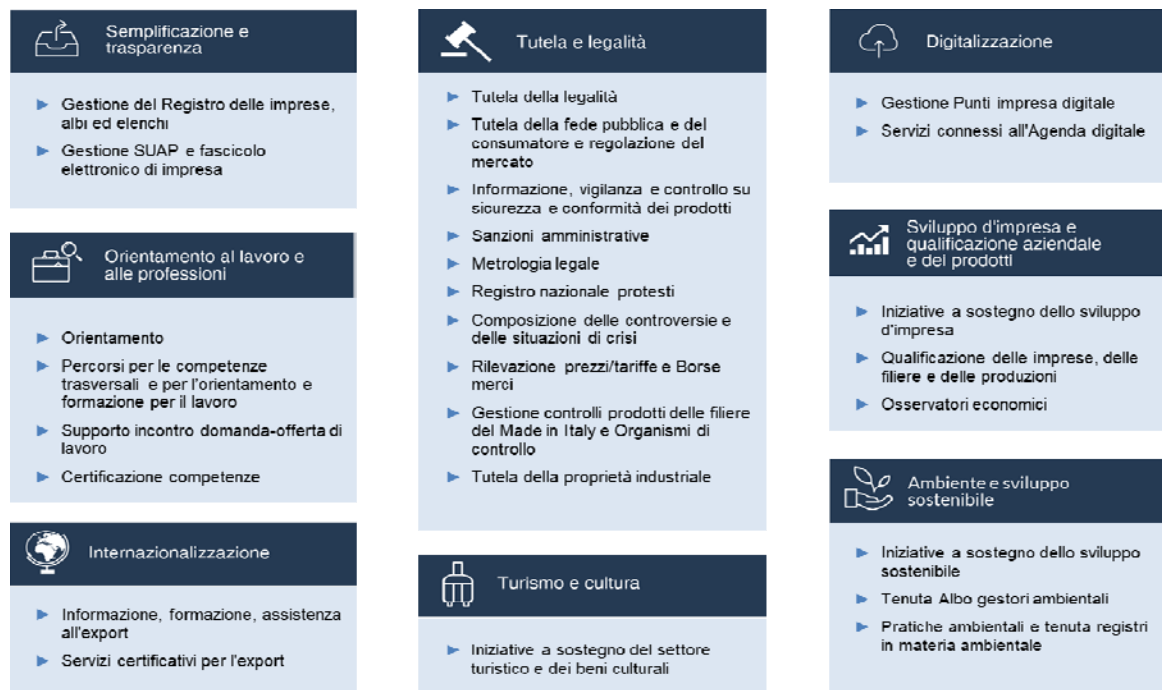 Semplificazione e
trasparenza
Gestione del Registro delle imprese,
albi ed elenchi
Gestione SUAP e fascicolo
elettronico di impresa
Orientamento al lavoro e
alle professioni
Orientamento
Percorsi per le competenze
trasversali e per l'orientamento e
formazione per il lavoro
Supporto incontro domanda-offerta di
lavoro
Certificazione competenze
Internazionalizzazione
Informazione, formazione, assistenza
all'export
Servizi certificativi per l'export
Tutela e legalità
Tutela della legalità
Tutela della fede pubblica e del
consumatore e regolazione del
mercato
Informazione, vigilanza e controllo su
sicurezza e conformità dei prodotti
Sanzioni amministrative
Metrologia legale
Registro nazionale protesti
Composizione delle controversie e
delle situazioni di crisi
Rilevazione prezzi/tariffe e Borse
merci
Gestione controlli prodotti delle filiere
del Made in Italy e Organismi di
controllo
Tutela della proprietà industriale
Turismo e cultura
Iniziative a sostegno del settore
turistico e dei beni culturali
Digitalizzazione
Gestione Punti impresa digitale
Servizi connessi all'Agenda digitale
Sviluppo d'impresa e
qualificazione aziendale
e dei prodotti
Iniziative a sostegno dello sviluppo
d'impresa
Qualificazione delle imprese, delle
filiere e delle produzioni
Osservatori economici
Ambiente e sviluppo
sostenibile
Iniziative a sostegno dello sviluppo
sostenibile
Tenuta Albo gestori ambientali
Pratiche ambientali e tenuta registri
in materia ambientale